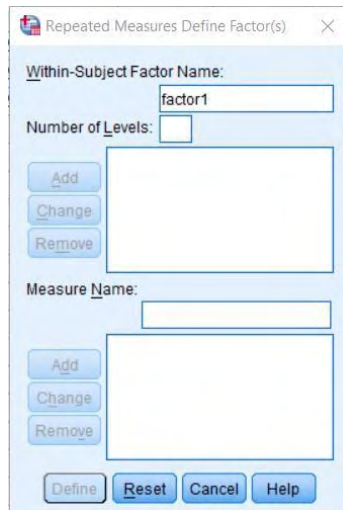 Repeated Measures Define Factor(s)
Within-Subject Factor Name:
factor1
Number of Levels:
Add
Change
Remove
Measure Name:
Add
Change
Remove
Define Reset Cancel Help